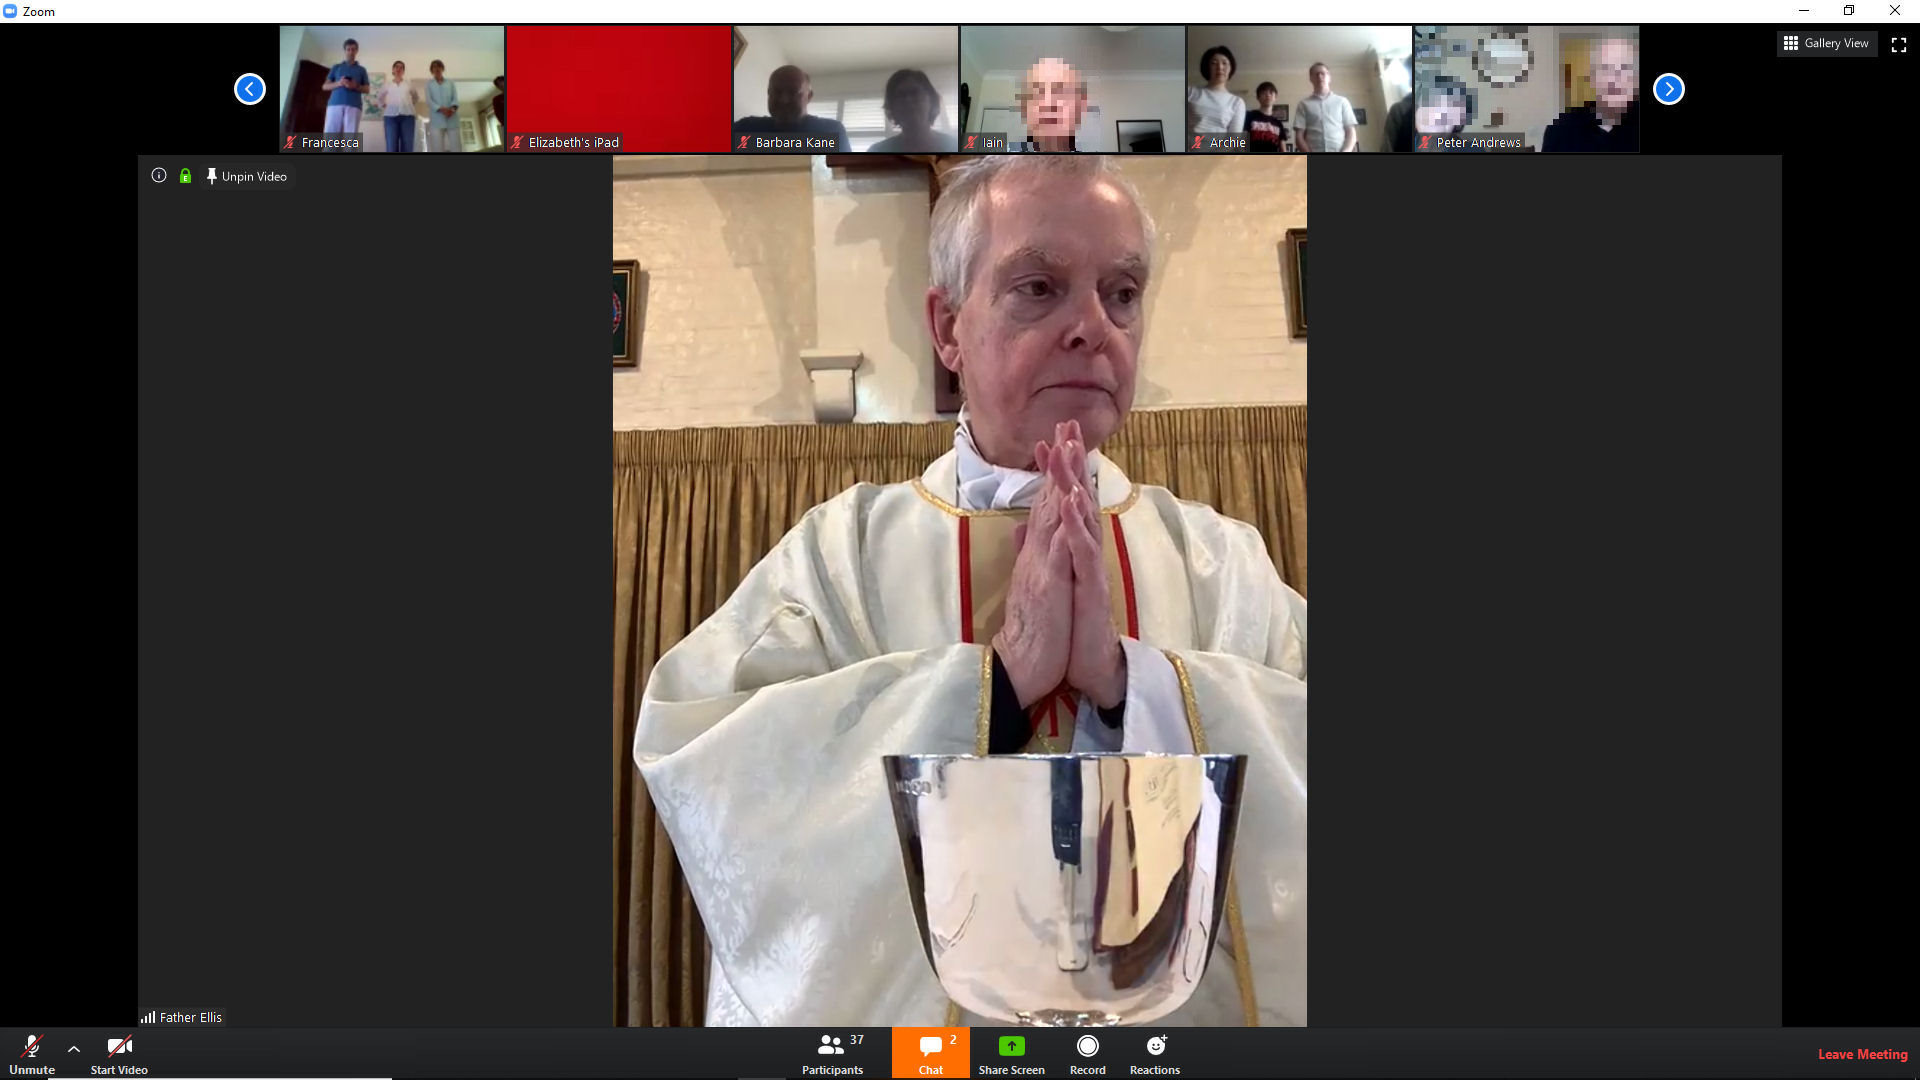 Zoom
Gallery View
Francesca
Elizabeth's iPad
Barbara Kane
Iain
Archie
Peter Andrews
Unpin Video
Father Ellis
Unmute
Start Video
37
Participants
2
Chat
Share Screen
Record
Reactions
Leave Meeting